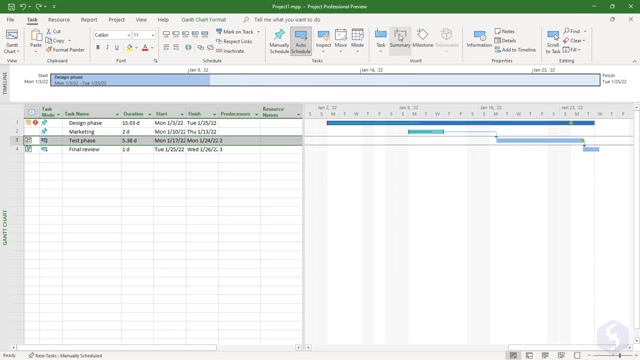 Project1.mpp - Project Professional Preview
File Task Resource Report Project View Help Gantt Chart Format Tell me what you want to do
Gantt Chart
View
Paste
Cut
Copy
Format Painter
Clipboard
Calibri 11
B I U
Font
Schedule
Mark on Track
Respect Links
Inactivate
Manually Schedule
Auto Schedule
Inspect
Move
Mode
Tasks
Task
Summary
Milestone
Deliverable
Insert
Information
Notes
Details
Add to Timeline
Properties
Scroll to Task
Find
Clear
Fill
Editing
TIMELINE
Jan 9, '22 Jan 16, '22 Jan 23, '22
Start
Mon 1/3/22
Design phase
Mon 1/3/22 - Tue 1/25/22
Finish
Wed 1/26/22
Task Mode Task Name Duration Start Finish Predecessors Resource Names
Jan 2, '22 Jan 9, '22 Jan 16, '22 Jan 23, '22
S M T W T F S S M T W T F S S M T W T F S S M T W T F S
1 Design phase 15.03 d Mon 1/3/22 Tue 1/25/22
2 Marketing 2 d Mon 1/10/22 Thu 1/13/22
3 Test phase 5.38 d Mon 1/17/22 Mon 1/24/22 2
4 Final review 1 d Tue 1/25/22 Wed 1/26/22 3
GANTT CHART
Ready New Tasks : Manually Scheduled